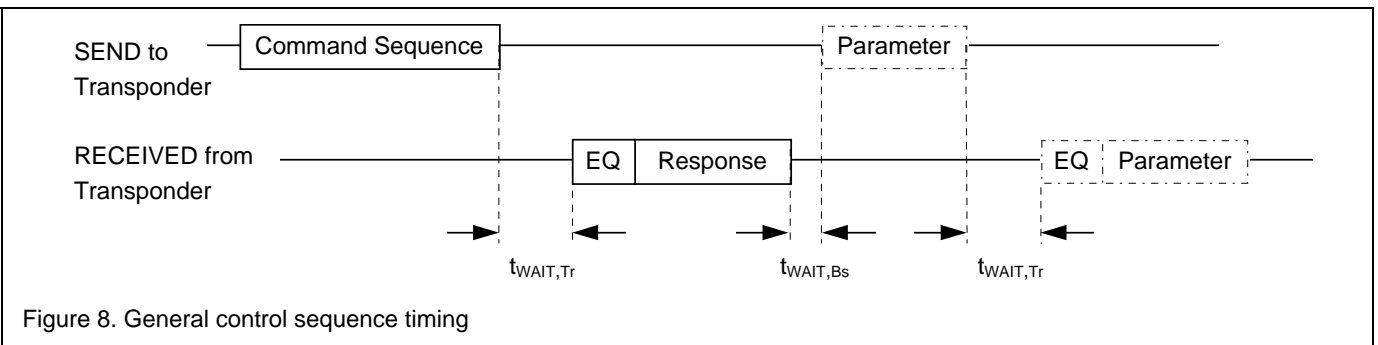 SEND to
Transponder
Command Sequence
Parameter
RECEIVED from
Transponder
EQ
Response
EQ
Parameter
tWAIT,Tr
tWAIT,Bs
tWAIT,Tr
Figure 8. General control sequence timing